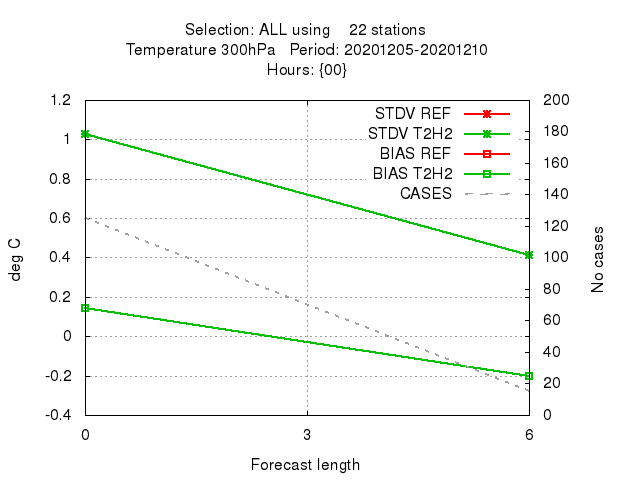 Selection: ALL using    22 stations
Temperature 300hPa   Period: 20201205-20201210
Hours: {00}
1.2
1
0.8
0.6
0.4
0.2
0
-0.2
-0.4
deg C
STDV REF
STDV T2H2
BIAS REF
BIAS T2H2
CASES
200
180
160
140
120
100
80
60
40
20
0
No cases
0
3
6
Forecast length